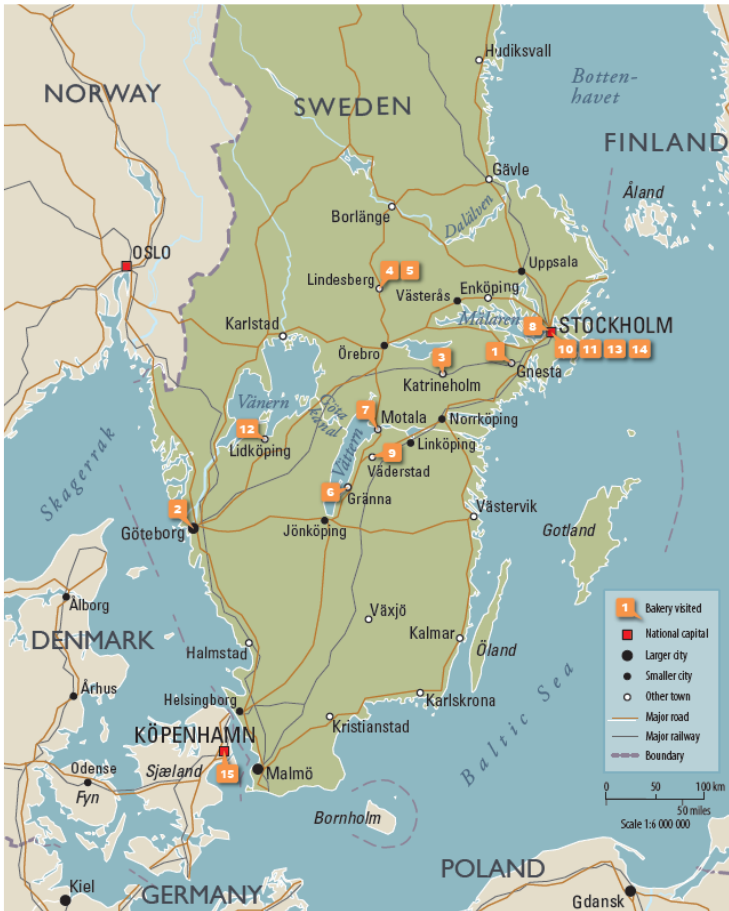 Hudiksvall
Botten-
havet
NORWAY
SWEDEN
FINLAND
Gävle
Åland
Borlänge
Dalälven
OSLO
Uppsala
Lindesberg
4 5
Enköping
Västerås
Mälaren
8
STOCKHOLM
Karlstad
Örebro
10 11 13 14
1
Gnesta
3
Katrineholm
Vänern
Göta
kanal
7
Motala
Norrköping
12
Lidköping
Linköping
Vättern
9
Väderstad
Skagerrak
6
Gränna
2
Göteborg
Jönköping
Västervik
Gotland
Ålborg
Växjö
Kalmar
Öland
DENMARK
Halmstad
Århus
Helsingborg
Karlskrona
Kristianstad
KÖPENHAMN
Baltic Sea
Odense
Sjæland
15
Malmö
Fyn
Bornholm
1 Bakery visited
National capital
Larger city
Smaller city
Other town
Major road
Major railway
Boundary
0 50 100 km
50 miles
Scale 1:6 000 000
POLAND
Kiel
GERMANY
Gdansk